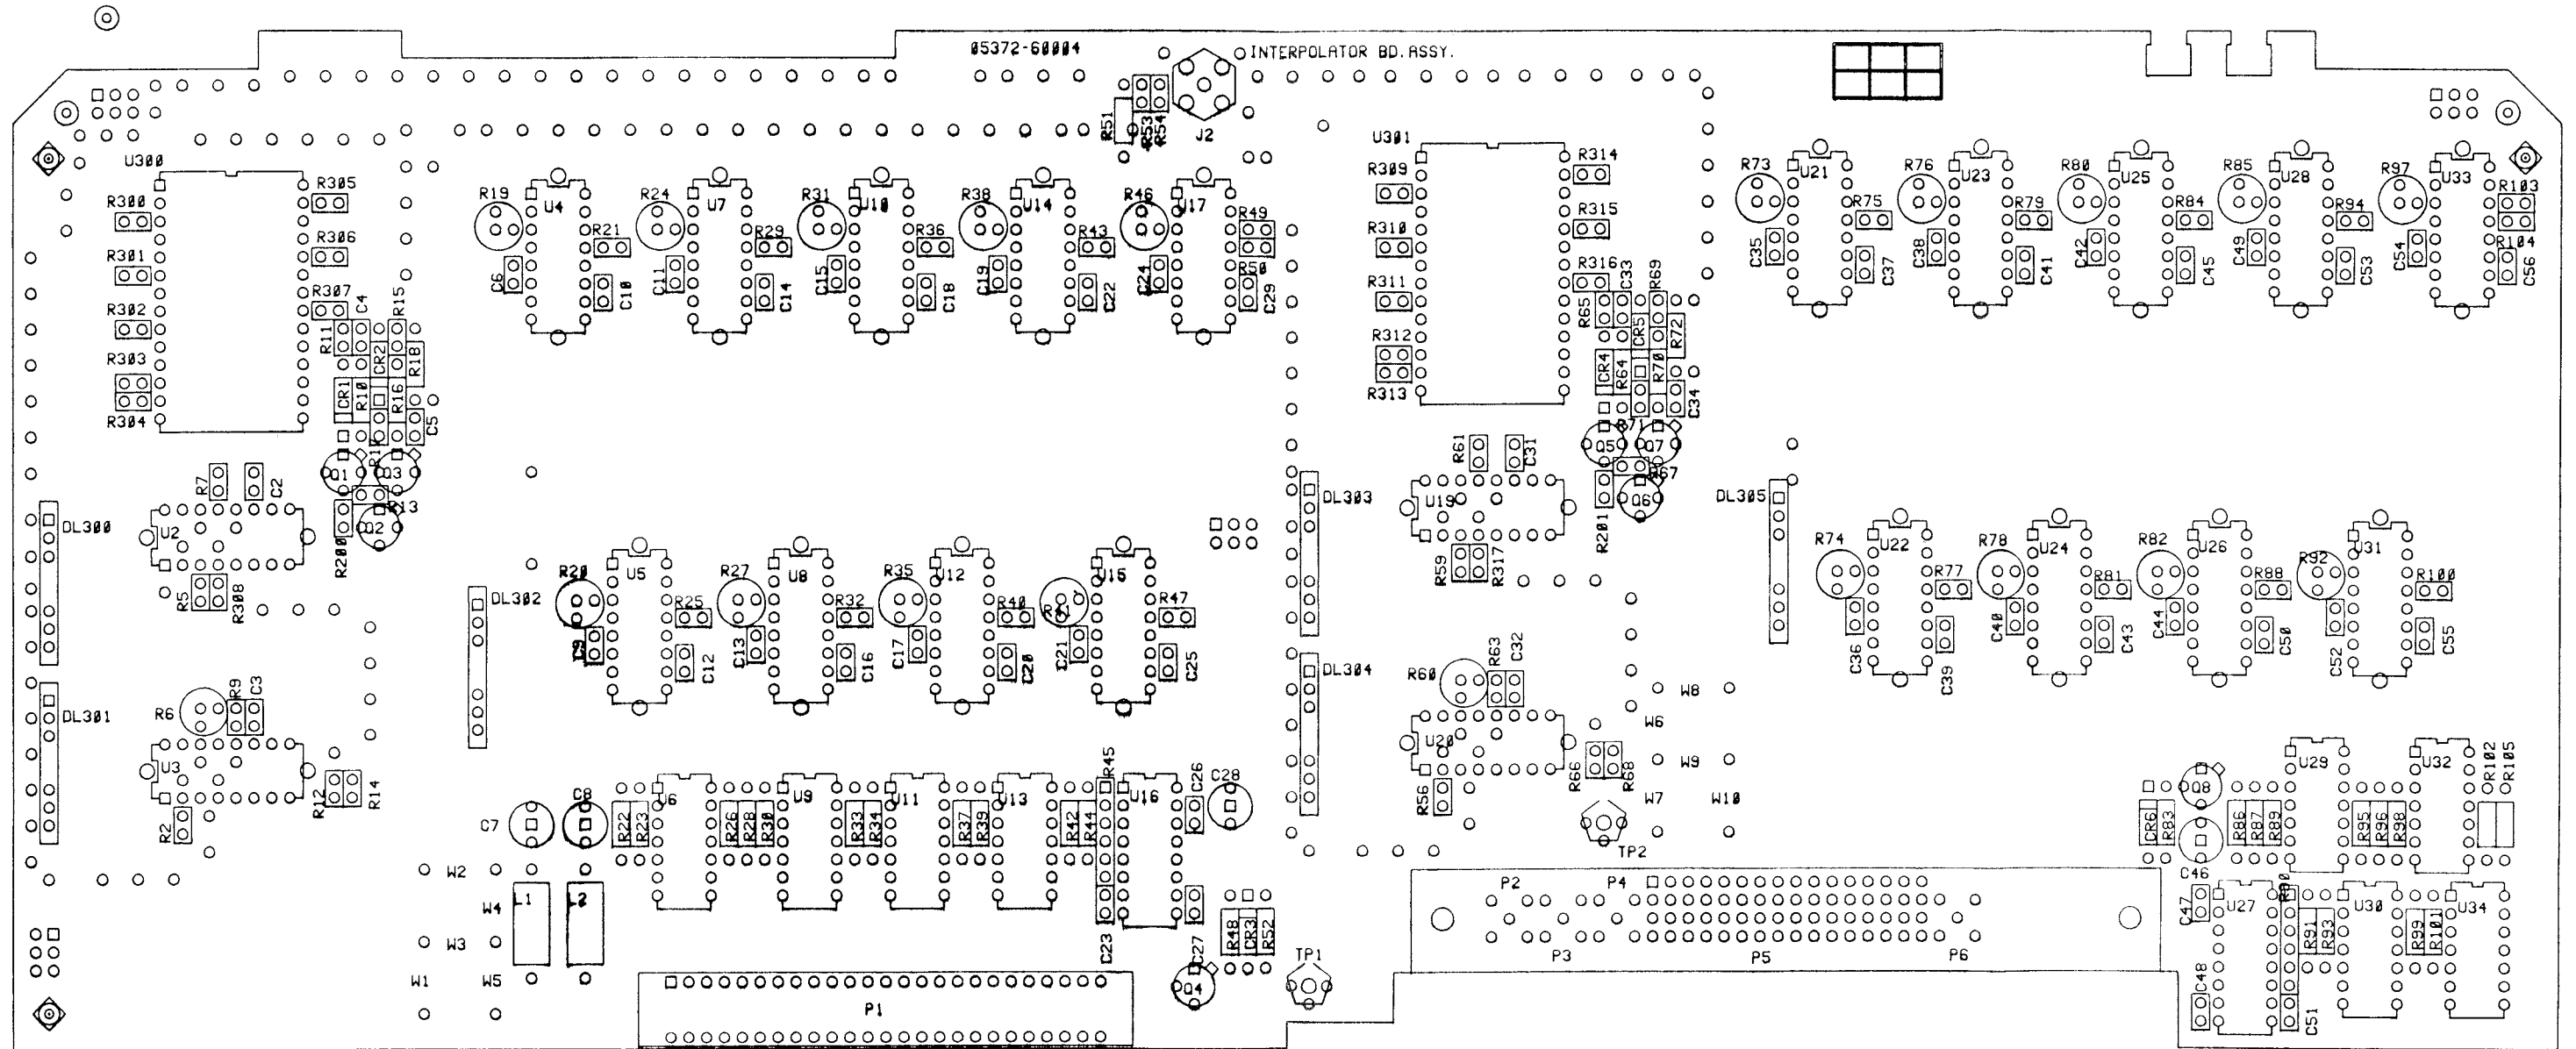 05372-60004 INTERPOLATOR BD. ASSY.
R51 R53 R54 J2
U300 R305 R300 R306 R301 R307 C4 R15 R302 R11 CR2 R18 R303 CR1 R10 R16 R304 C5
R19 U4 R21 C6 C10
R24 U7 R29 C11 C14
R31 U10 R36 C15 C18
R38 U14 R43 C19 C22
R46 U17 R49 R50 C24 C29
U301 R309 R314 R310 R315 R311 R316 C33 R69 R65 CR5 R72 R312 CR4 R64 R70 R313 C34
R73 U21 R75 C35 C37
R76 U23 R79 C38 C41
R80 U25 R84 C42 C45
R85 U28 R94 C49 C53
R97 U33 R103 R104 C54 C56
R7 C2 Q1 Q3 R13 Q2 R200
DL300 U2 R5 R308
R61 C31 Q5 R71 Q7 R67 Q6 R201
DL303 U19 R59 R317
DL305
DL302
R20 U5 R25 C9 C12
R27 U8 R32 C13 C16
R35 U12 R40 C17 C20
R41 U15 R47 C21 C25
R74 U22 R77 C36 C39
R78 U24 R81 C40 C43
R82 U26 R88 C44 C50
R92 U31 R100 C52 C55
DL301 R6 R9 C3 U3 R12 R14 R2
DL304 R60 R63 C32 U20 R66 R68 R56
W8 W6 W9 W7 W10 TP2
C7 C8 R22 R23 U6 R26 R28 R30 U9 R33 R34 U11 R37 R39 U13 R42 R44 R45 U16 C26 C28
CR6 R83 Q8 R86 R87 R89 U29 R95 R96 R98 U32 R102 R105
W2 W4 W3 W1 W5 L1 L2
C23 C27 R48 CR3 R52 Q4 TP1
P1
P2 P4 P3 P5 P6
C46 C47 U27 R90 R91 R93 U30 R99 R101 U34 C48 C51